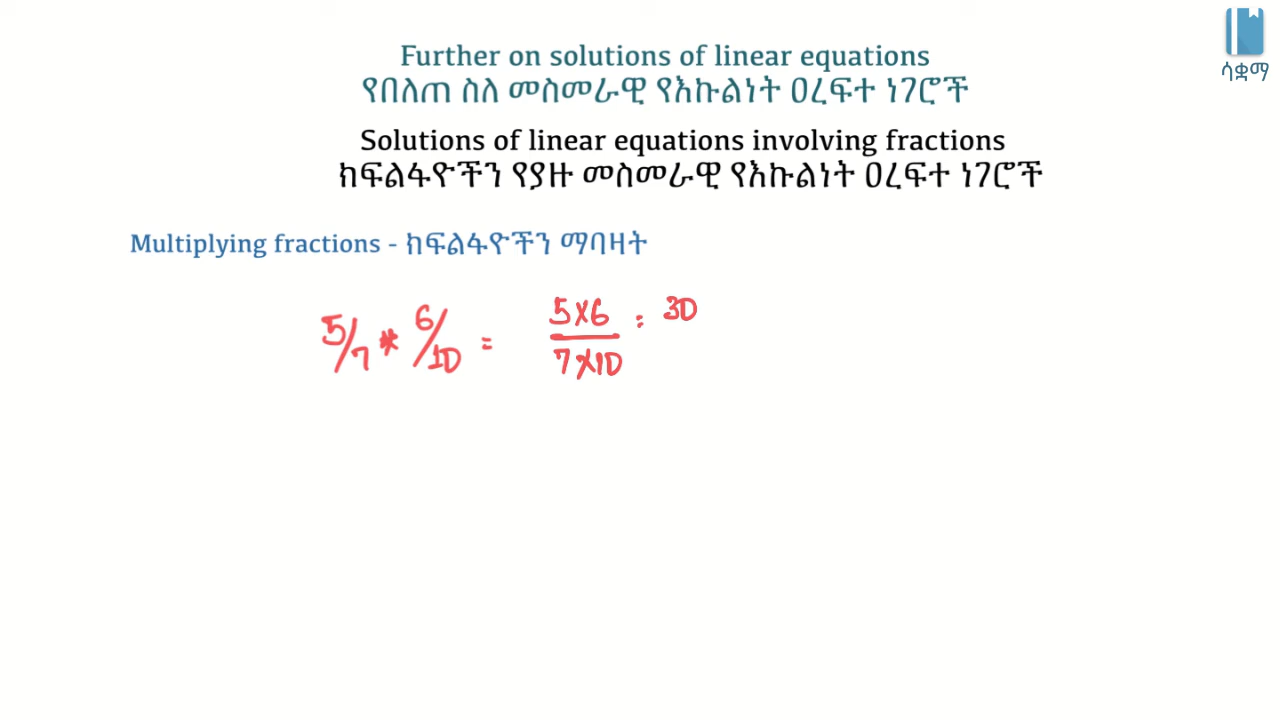 Further on solutions of linear equations
የበለጠ ስለ መስመራዊ የእኩልነት ዐረፍተ ነገሮች
ሳቋማ
Solutions of linear equations involving fractions
ክፍልፋዮችን የያዙ መስመራዊ የእኩልነት ዐረፍተ ነገሮች
Multiplying fractions - ክፍልፋዮችን ማባዛት
5/7 * 6/10 = 5x6 / 7x10 = 30